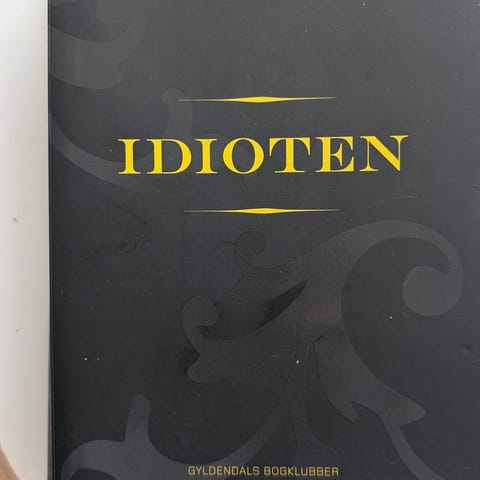 IDIOTEN
GYLDENDALS BOGKLUBBER